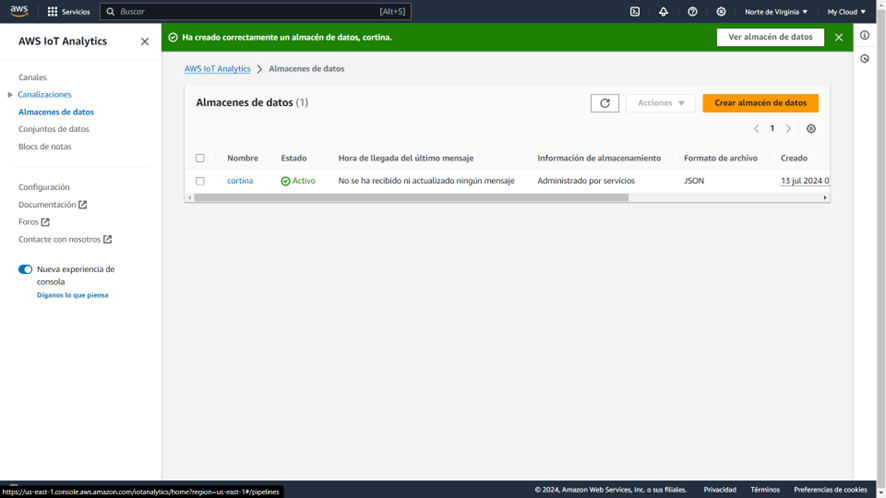 aws
Servicios
Buscar
[Alt+S]
Norte de Virginia
My Cloud
AWS IoT Analytics
Ha creado correctamente un almacén de datos, cortina.
Ver almacén de datos
Canales
Canalizaciones
Almacenes de datos
Conjuntos de datos
Blocs de notas
Configuración
Documentación
Foros
Contacte con nosotros
Nueva experiencia de
consola
Díganos lo que piensa
AWS IoT Analytics
Almacenes de datos
Almacenes de datos (1)
Acciones
Crear almacén de datos
1
Nombre Estado Hora de llegada del último mensaje Información de almacenamiento Formato de archivo Creado
cortina Activo No se ha recibido ni actualizado ningún mensaje Administrado por servicios JSON 13 jul 2024
https://us-east-1.console.aws.amazon.com/iotanalytics/home?region=us-east-1#/pipelines
© 2024, Amazon Web Services, Inc. o sus filiales.
Privacidad
Términos
Preferencias de cookies